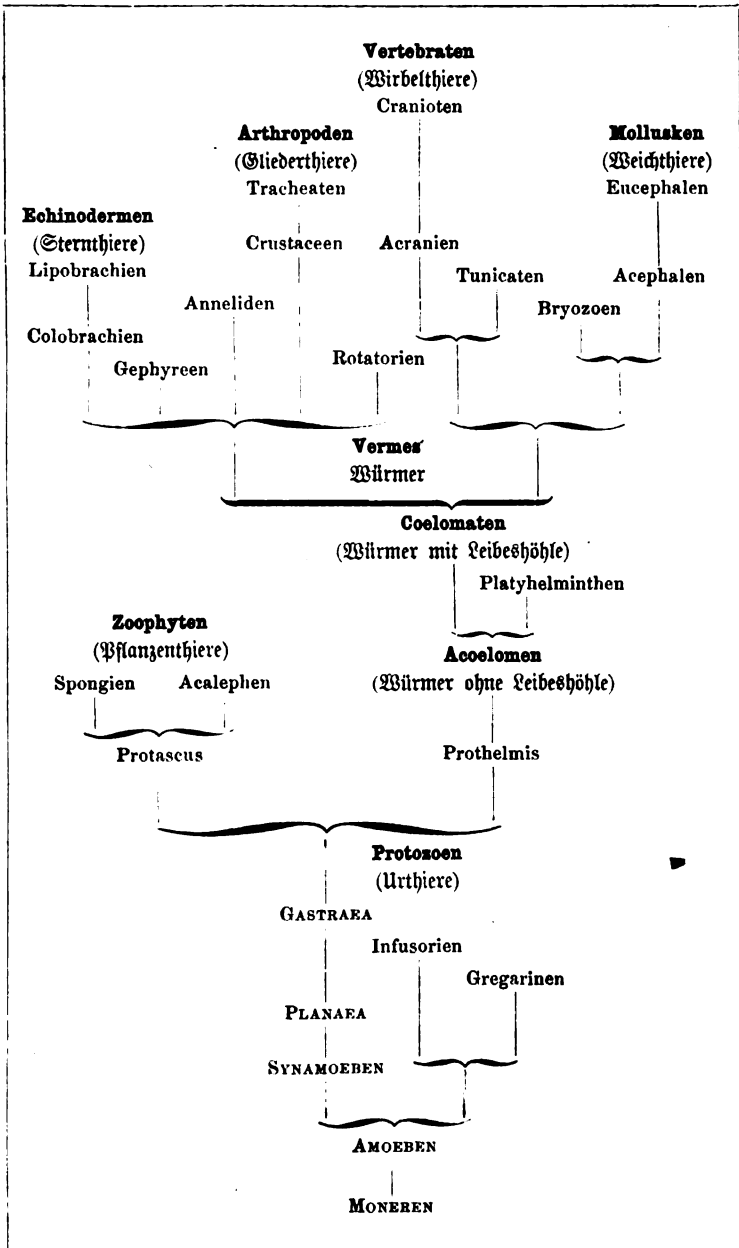 Vertebraten
(Wirbelthiere)
Cranioten
Arthropoden
(Gliederthiere)
Tracheaten
Mollusken
(Weichthiere)
Eucephalen
Echinodermen
(Sternthiere)
Lipobrachien
Crustaceen
Acranien
Tunicaten
Acephalen
Anneliden
Bryozoen
Colobrachien
Gephyreen
Rotatorien
Vermes
Würmer
Coelomaten
(Würmer mit Leibeshöhle)
Platyhelminthen
Zoophyten
(Pflanzenthiere)
Spongien Acalephen
Acoelomen
(Würmer ohne Leibeshöhle)
Protascus
Prothelmis
Protozoen
(Urthiere)
GASTRAEA
Infusorien
Gregarinen
PLANAEA
SYNAMOEBEN
AMOEBEN
MONEREN